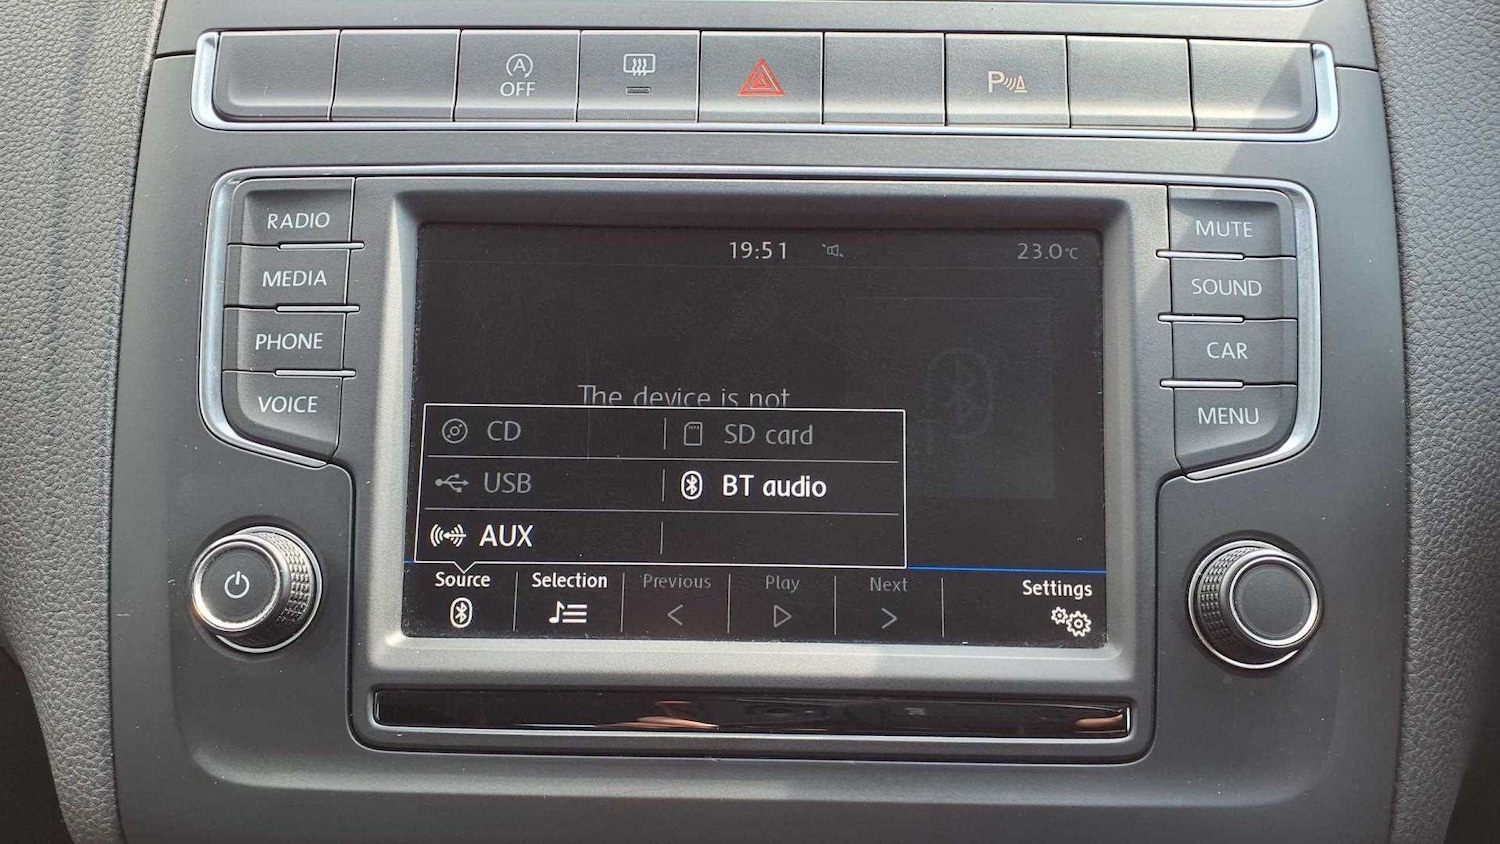 A
OFF
P
RADIO
MEDIA
PHONE
VOICE
19:51
23.0°C
The device is not
CD
SD card
USB
BT audio
AUX
Source
Selection
Previous
Play
Next
Settings
MUTE
SOUND
CAR
MENU